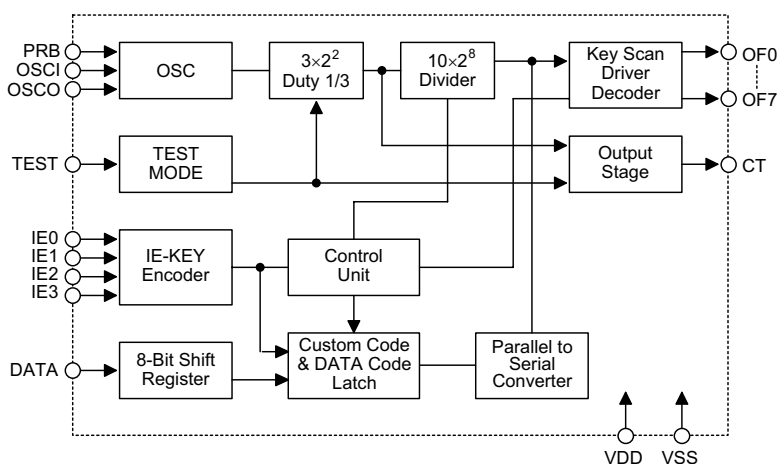 PRB
OSCI
OSCO
OSC
3×2²
Duty 1/3
10×2⁸
Divider
Key Scan
Driver
Decoder
OF0
OF7
TEST
TEST
MODE
Output
Stage
CT
IE0
IE1
IE2
IE3
IE-KEY
Encoder
Control
Unit
DATA
8-Bit Shift
Register
Custom Code
& DATA Code
Latch
Parallel to
Serial
Converter
VDD
VSS